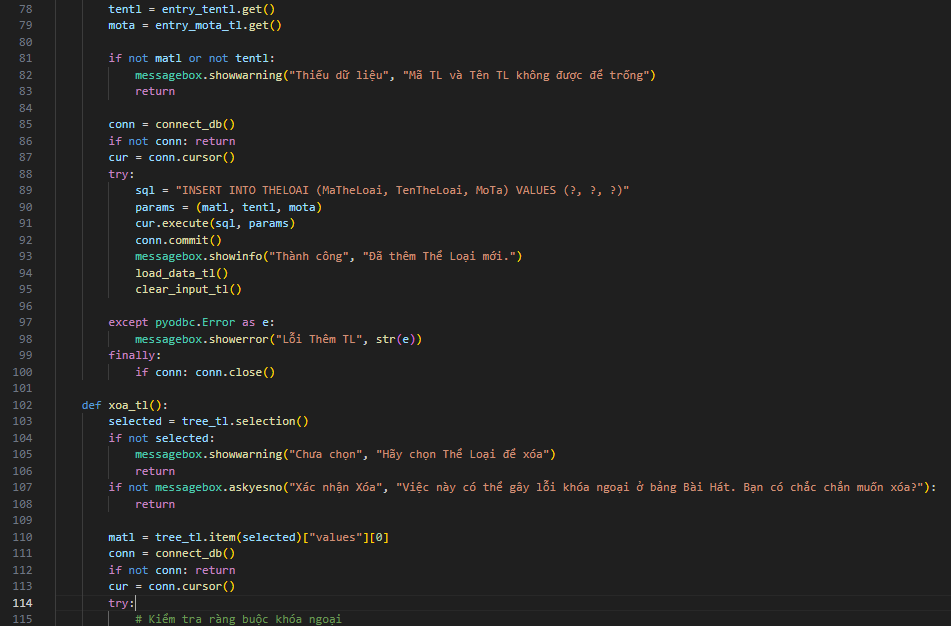 78 tentl = entry_tentl.get()
79 mota = entry_mota_tl.get()
80
81 if not matl or not tentl:
82 messagebox.showwarning("Thiếu dữ liệu", "Mã TL và Tên TL không được để trống")
83 return
84
85 conn = connect_db()
86 if not conn: return
87 cur = conn.cursor()
88 try:
89 sql = "INSERT INTO THELOAI (MaTheLoai, TenTheLoai, MoTa) VALUES (?, ?, ?)"
90 params = (matl, tentl, mota)
91 cur.execute(sql, params)
92 conn.commit()
93 messagebox.showinfo("Thành công", "Đã thêm Thể Loại mới.")
94 load_data_tl()
95 clear_input_tl()
96
97 except pyodbc.Error as e:
98 messagebox.showerror("Lỗi Thêm TL", str(e))
99 finally:
100 if conn: conn.close()
101
102 def xoa_tl():
103 selected = tree_tl.selection()
104 if not selected:
105 messagebox.showwarning("Chưa chọn", "Hãy chọn Thể Loại để xóa")
106 return
107 if not messagebox.askyesno("Xác nhận Xóa", "Việc này có thể gây lỗi khóa ngoại ở bảng Bài Hát. Bạn có chắc chắn muốn xóa?"):
108 return
109
110 matl = tree_tl.item(selected)["values"][0]
111 conn = connect_db()
112 if not conn: return
113 cur = conn.cursor()
114 try:
115 # Kiểm tra ràng buộc khóa ngoại